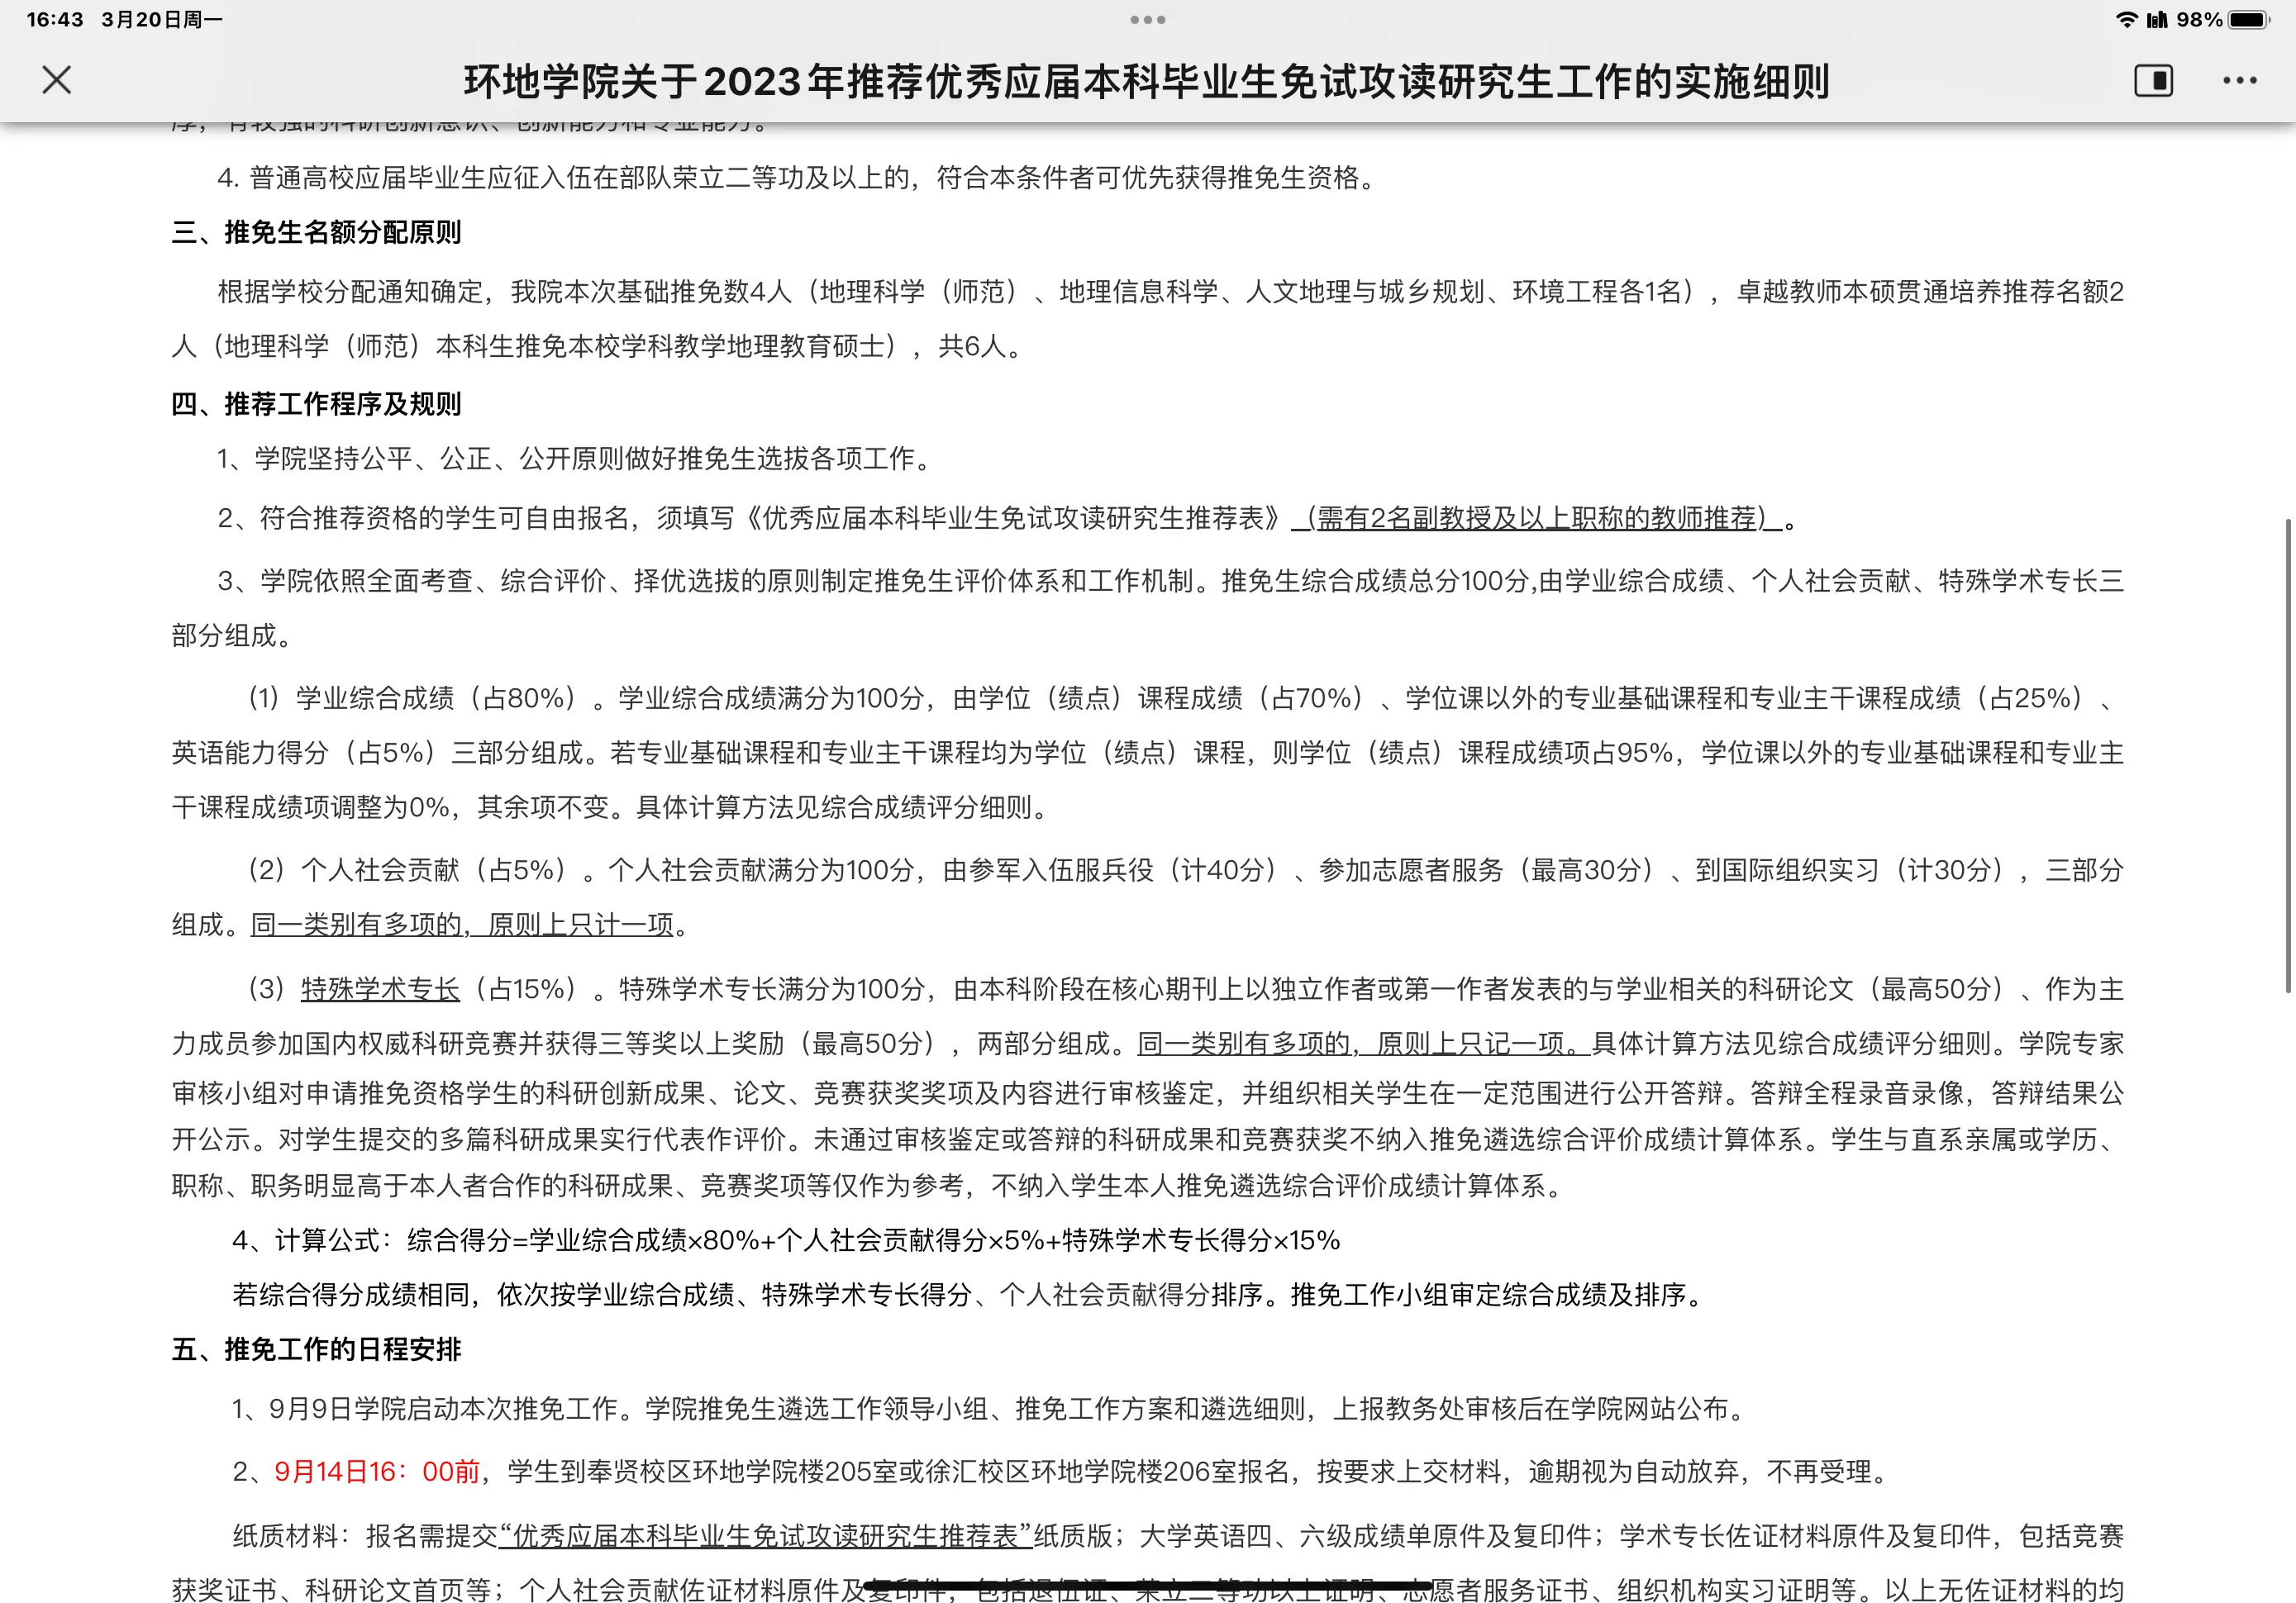 16:43 3月20日周一
98%
环地学院关于2023年推荐优秀应届本科毕业生免试攻读研究生工作的实施细则
厚，有较强的科研创新意识、创新能力和专业能力。
4. 普通高校应届毕业生应征入伍在部队荣立二等功及以上的，符合本条件者可优先获得推免生资格。
三、推免生名额分配原则
根据学校分配通知确定，我院本次基础推免数4人（地理科学（师范）、地理信息科学、人文地理与城乡规划、环境工程各1名），卓越教师本硕贯通培养推荐名额2
人（地理科学（师范）本科生推免本校学科教学地理教育硕士），共6人。
四、推荐工作程序及规则
1、学院坚持公平、公正、公开原则做好推免生选拔各项工作。
2、符合推荐资格的学生可自由报名，须填写《优秀应届本科毕业生免试攻读研究生推荐表》（需有2名副教授及以上职称的教师推荐）。
3、学院依照全面考查、综合评价、择优选拔的原则制定推免生评价体系和工作机制。推免生综合成绩总分100分,由学业综合成绩、个人社会贡献、特殊学术专长三
部分组成。
（1）学业综合成绩（占80%）。学业综合成绩满分为100分，由学位（绩点）课程成绩（占70%）、学位课以外的专业基础课程和专业主干课程成绩（占25%）、
英语能力得分（占5%）三部分组成。若专业基础课程和专业主干课程均为学位（绩点）课程，则学位（绩点）课程成绩项占95%，学位课以外的专业基础课程和专业主
干课程成绩项调整为0%，其余项不变。具体计算方法见综合成绩评分细则。
（2）个人社会贡献（占5%）。个人社会贡献满分为100分，由参军入伍服兵役（计40分）、参加志愿者服务（最高30分）、到国际组织实习（计30分），三部分
组成。同一类别有多项的，原则上只计一项。
（3）特殊学术专长（占15%）。特殊学术专长满分为100分，由本科阶段在核心期刊上以独立作者或第一作者发表的与学业相关的科研论文（最高50分）、作为主
力成员参加国内权威科研竞赛并获得三等奖以上奖励（最高50分），两部分组成。同一类别有多项的，原则上只记一项。具体计算方法见综合成绩评分细则。学院专家
审核小组对申请推免资格学生的科研创新成果、论文、竞赛获奖奖项及内容进行审核鉴定，并组织相关学生在一定范围进行公开答辩。答辩全程录音录像，答辩结果公
开公示。对学生提交的多篇科研成果实行代表作评价。未通过审核鉴定或答辩的科研成果和竞赛获奖不纳入推免遴选综合评价成绩计算体系。学生与直系亲属或学历、
职称、职务明显高于本人者合作的科研成果、竞赛奖项等仅作为参考，不纳入学生本人推免遴选综合评价成绩计算体系。
4、计算公式：综合得分=学业综合成绩×80%+个人社会贡献得分×5%+特殊学术专长得分×15%
若综合得分成绩相同，依次按学业综合成绩、特殊学术专长得分、个人社会贡献得分排序。推免工作小组审定综合成绩及排序。
五、推免工作的日程安排
1、9月9日学院启动本次推免工作。学院推免生遴选工作领导小组、推免工作方案和遴选细则，上报教务处审核后在学院网站公布。
2、9月14日16：00前，学生到奉贤校区环地学院楼205室或徐汇校区环地学院楼206室报名，按要求上交材料，逾期视为自动放弃，不再受理。
纸质材料：报名需提交“优秀应届本科毕业生免试攻读研究生推荐表”纸质版；大学英语四、六级成绩单原件及复印件；学术专长佐证材料原件及复印件，包括竞赛
获奖证书、科研论文首页等；个人社会贡献佐证材料原件及复印件，包括退伍证、荣立二等功以上证明、志愿者服务证书、组织机构实习证明等。以上无佐证材料的均